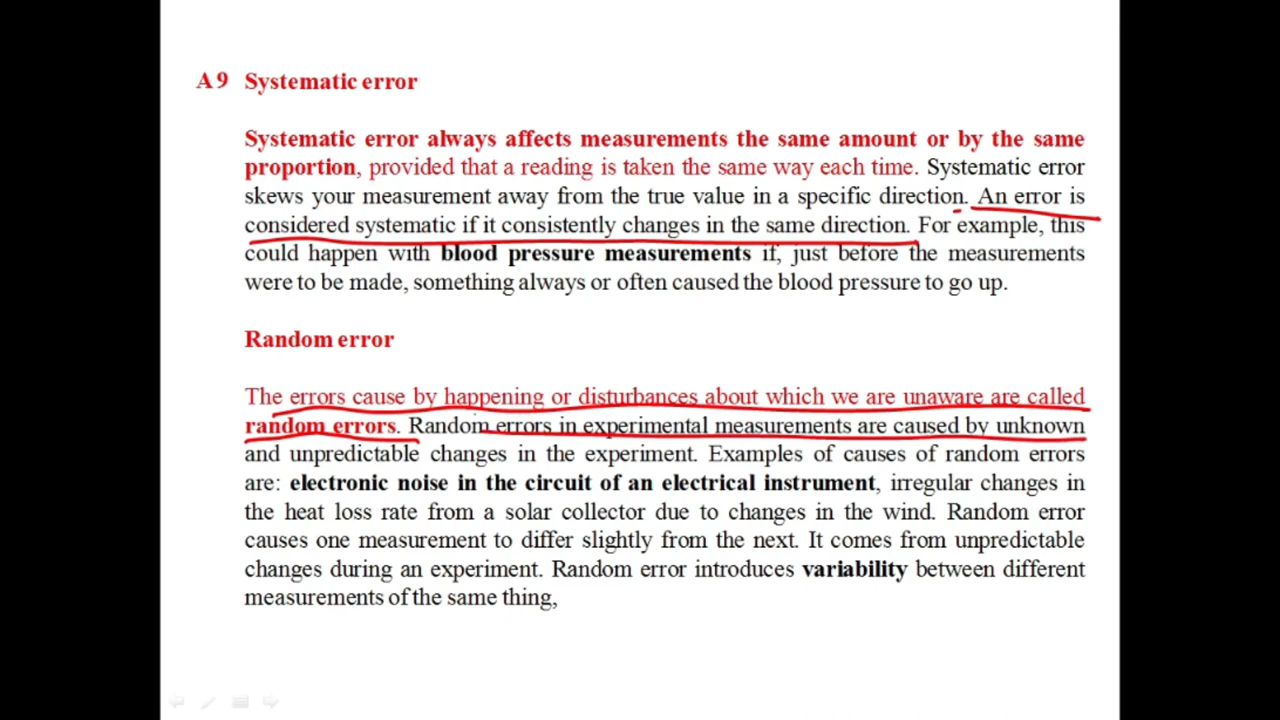 A 9 Systematic error
Systematic error always affects measurements the same amount or by the same
proportion, provided that a reading is taken the same way each time. Systematic error
skews your measurement away from the true value in a specific direction. An error is
considered systematic if it consistently changes in the same direction. For example, this
could happen with blood pressure measurements if, just before the measurements
were to be made, something always or often caused the blood pressure to go up.
Random error
The errors cause by happening or disturbances about which we are unaware are called
random errors. Random errors in experimental measurements are caused by unknown
and unpredictable changes in the experiment. Examples of causes of random errors
are: electronic noise in the circuit of an electrical instrument, irregular changes in
the heat loss rate from a solar collector due to changes in the wind. Random error
causes one measurement to differ slightly from the next. It comes from unpredictable
changes during an experiment. Random error introduces variability between different
measurements of the same thing,